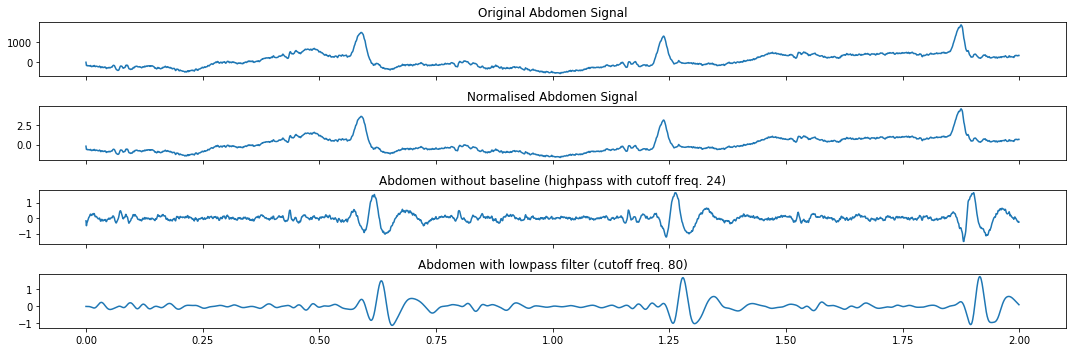 Original Abdomen Signal
1000
0
Normalised Abdomen Signal
2.5
0.0
Abdomen without baseline (highpass with cutoff freq. 24)
1
0
−1
Abdomen with lowpass filter (cutoff freq. 80)
1
0
−1
0.00 0.25 0.50 0.75 1.00 1.25 1.50 1.75 2.00